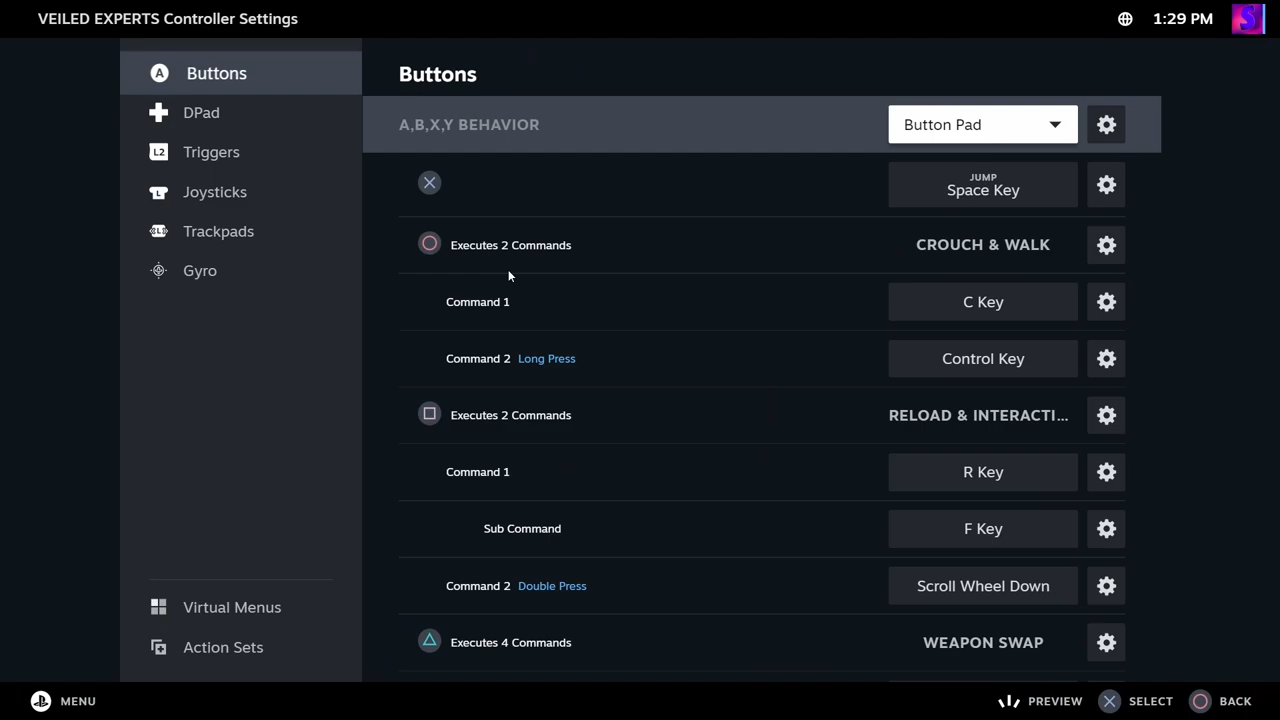 VEILED EXPERTS Controller Settings
1:29 PM
Buttons
DPad
Triggers
Joysticks
Trackpads
Gyro
Virtual Menus
Action Sets
Buttons
A,B,X,Y BEHAVIOR
Button Pad
JUMP
Space Key
Executes 2 Commands
CROUCH & WALK
Command 1
C Key
Command 2 Long Press
Control Key
Executes 2 Commands
RELOAD & INTERACTI...
Command 1
R Key
Sub Command
F Key
Command 2 Double Press
Scroll Wheel Down
Executes 4 Commands
WEAPON SWAP
MENU
PREVIEW
SELECT
BACK